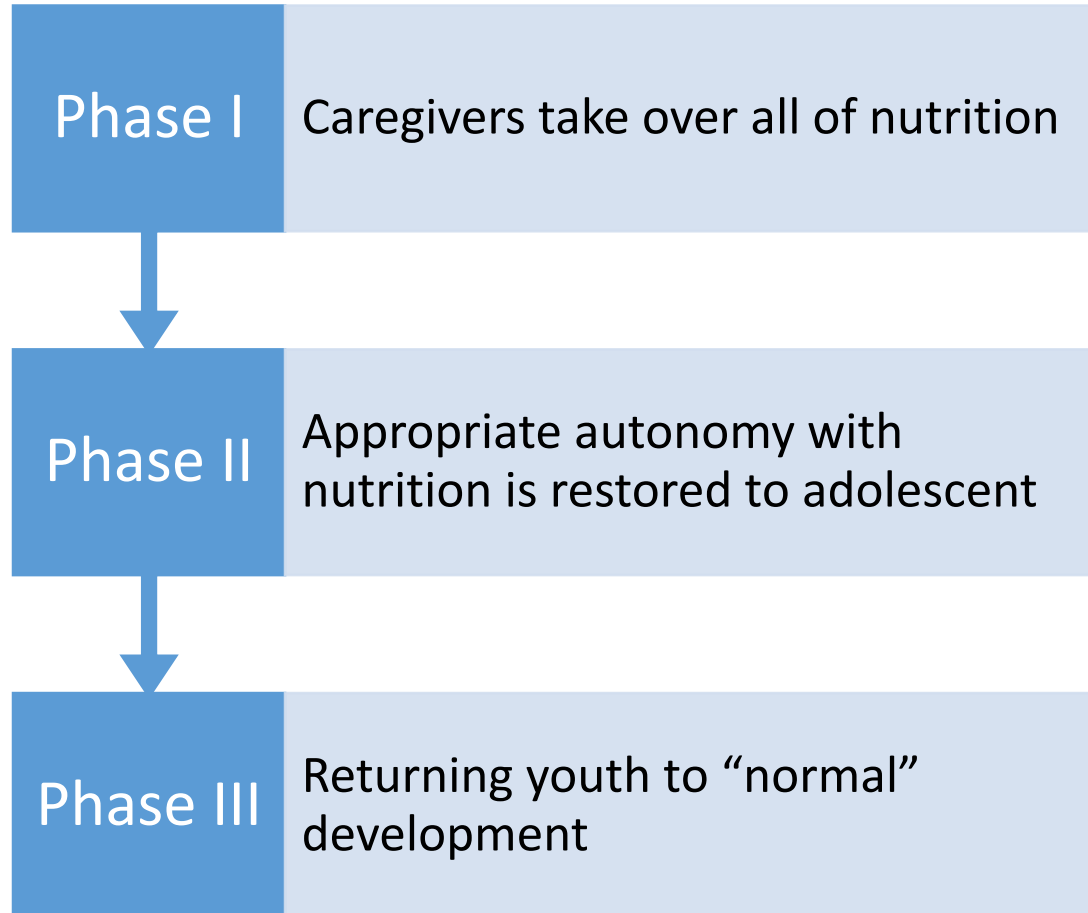 Phase I
Caregivers take over all of nutrition
Phase II
Appropriate autonomy with
nutrition is restored to adolescent
Phase III
Returning youth to “normal”
development